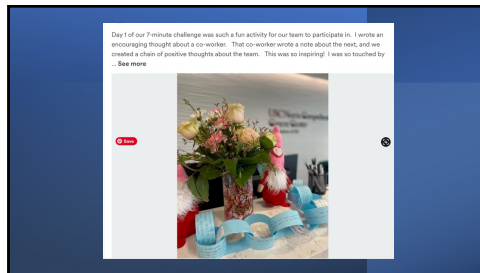 Day 1 of our 7-minute challenge was such a fun activity for our team to participate in. I wrote an
encouraging thought about a co-worker. That co-worker wrote a note about the next, and we
created a chain of positive thoughts about the team. This was so inspiring! I was so touched by
... See more
Save